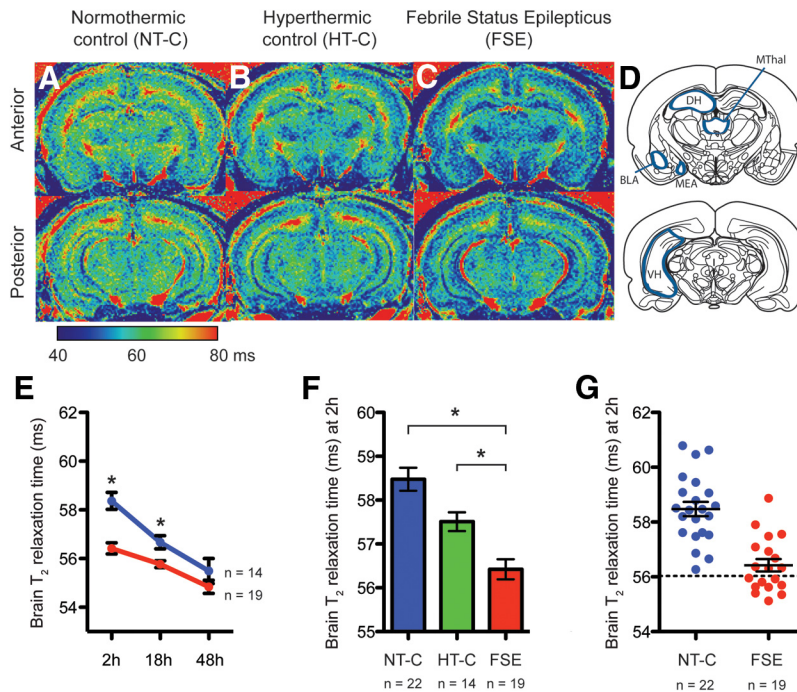 Normothermic
control (NT-C)
Hyperthermic
control (HT-C)
Febrile Status Epilepticus
(FSE)
A
B
C
D
Anterior
Posterior
40
60
80 ms
MThal
DH
BLA
MEA
VH
E
Brain T₂ relaxation time (ms)
62
60
58
56
54
*
*
n = 14
n = 19
2h
18h
48h
F
Brain T₂ relaxation time (ms) at 2h
60
59
58
57
56
55
*
*
NT-C
HT-C
FSE
n = 22
n = 14
n = 19
G
Brain T₂ relaxation time (ms) at 2h
62
60
58
56
54
NT-C
FSE
n = 22
n = 19